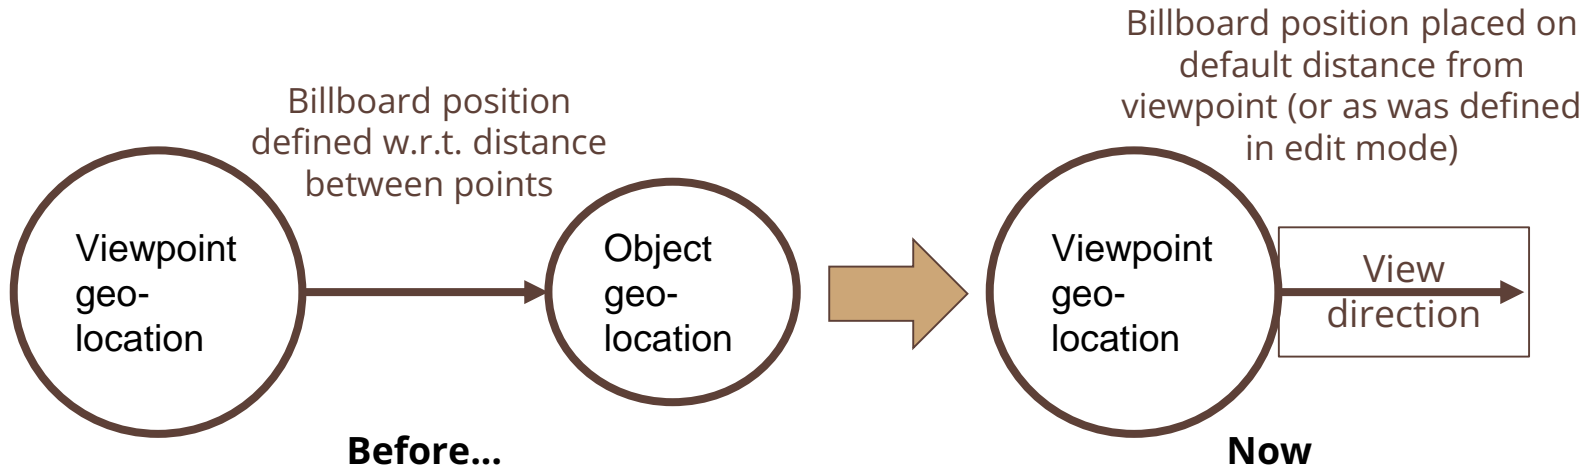 Billboard position
defined w.r.t. distance
between points
Viewpoint
geo-
location
Object
geo-
location
Before...
Billboard position placed on
default distance from
viewpoint (or as was defined
in edit mode)
Viewpoint
geo-
location
View
direction
Now